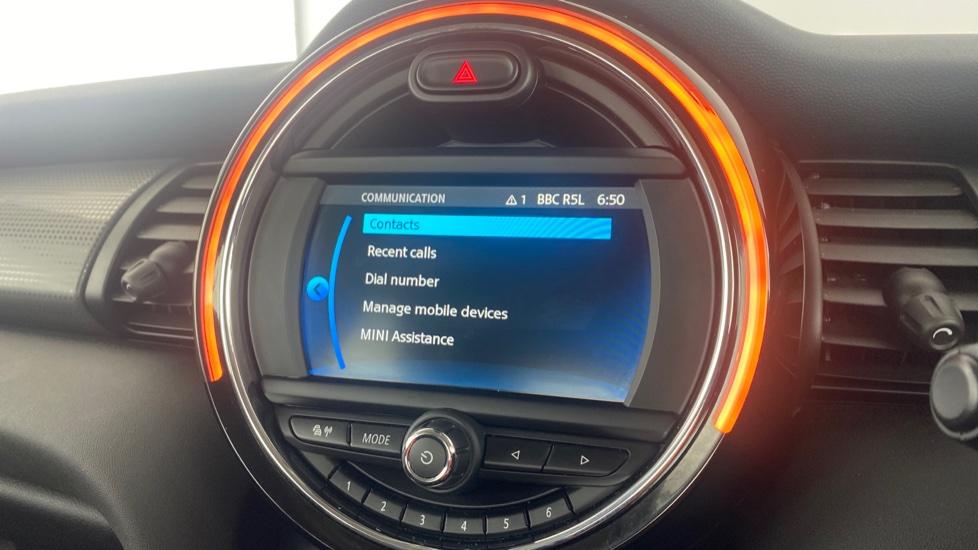 COMMUNICATION 1 BBC R5L 6:50
Contacts
Recent calls
Dial number
Manage mobile devices
MINI Assistance
MODE
1 2 3 4 5 6